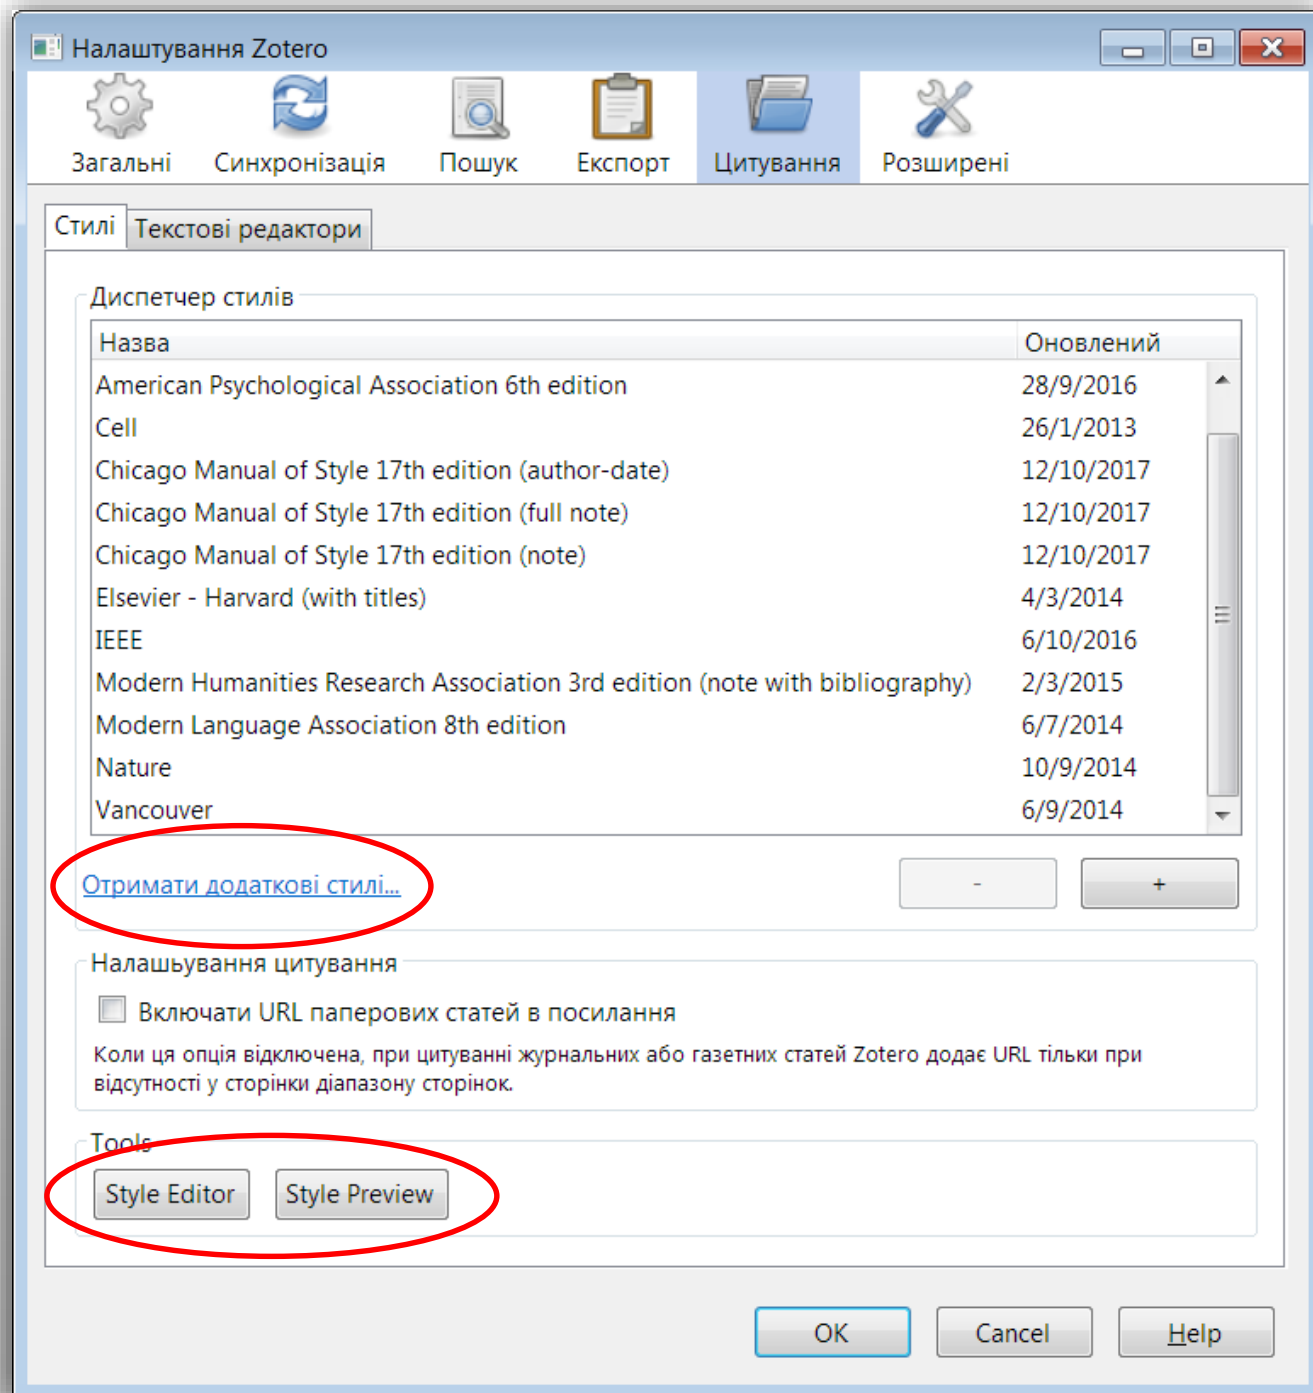 Налаштування Zotero
Загальні Синхронізація Пошук Експорт Цитування Розширені
Стилі Текстові редактори
Диспетчер стилів
Назва Оновлений
American Psychological Association 6th edition 28/9/2016
Cell 26/1/2013
Chicago Manual of Style 17th edition (author-date) 12/10/2017
Chicago Manual of Style 17th edition (full note) 12/10/2017
Chicago Manual of Style 17th edition (note) 12/10/2017
Elsevier - Harvard (with titles) 4/3/2014
IEEE 6/10/2016
Modern Humanities Research Association 3rd edition (note with bibliography) 2/3/2015
Modern Language Association 8th edition 6/7/2014
Nature 10/9/2014
Vancouver 6/9/2014
Отримати додаткові стилі... - +
Налашьування цитування
Включати URL паперових статей в посилання
Коли ця опція відключена, при цитуванні журнальних або газетних статей Zotero додає URL тільки при
відсутності у сторінки діапазону сторінок.
Tools
Style Editor Style Preview
OK Cancel Help